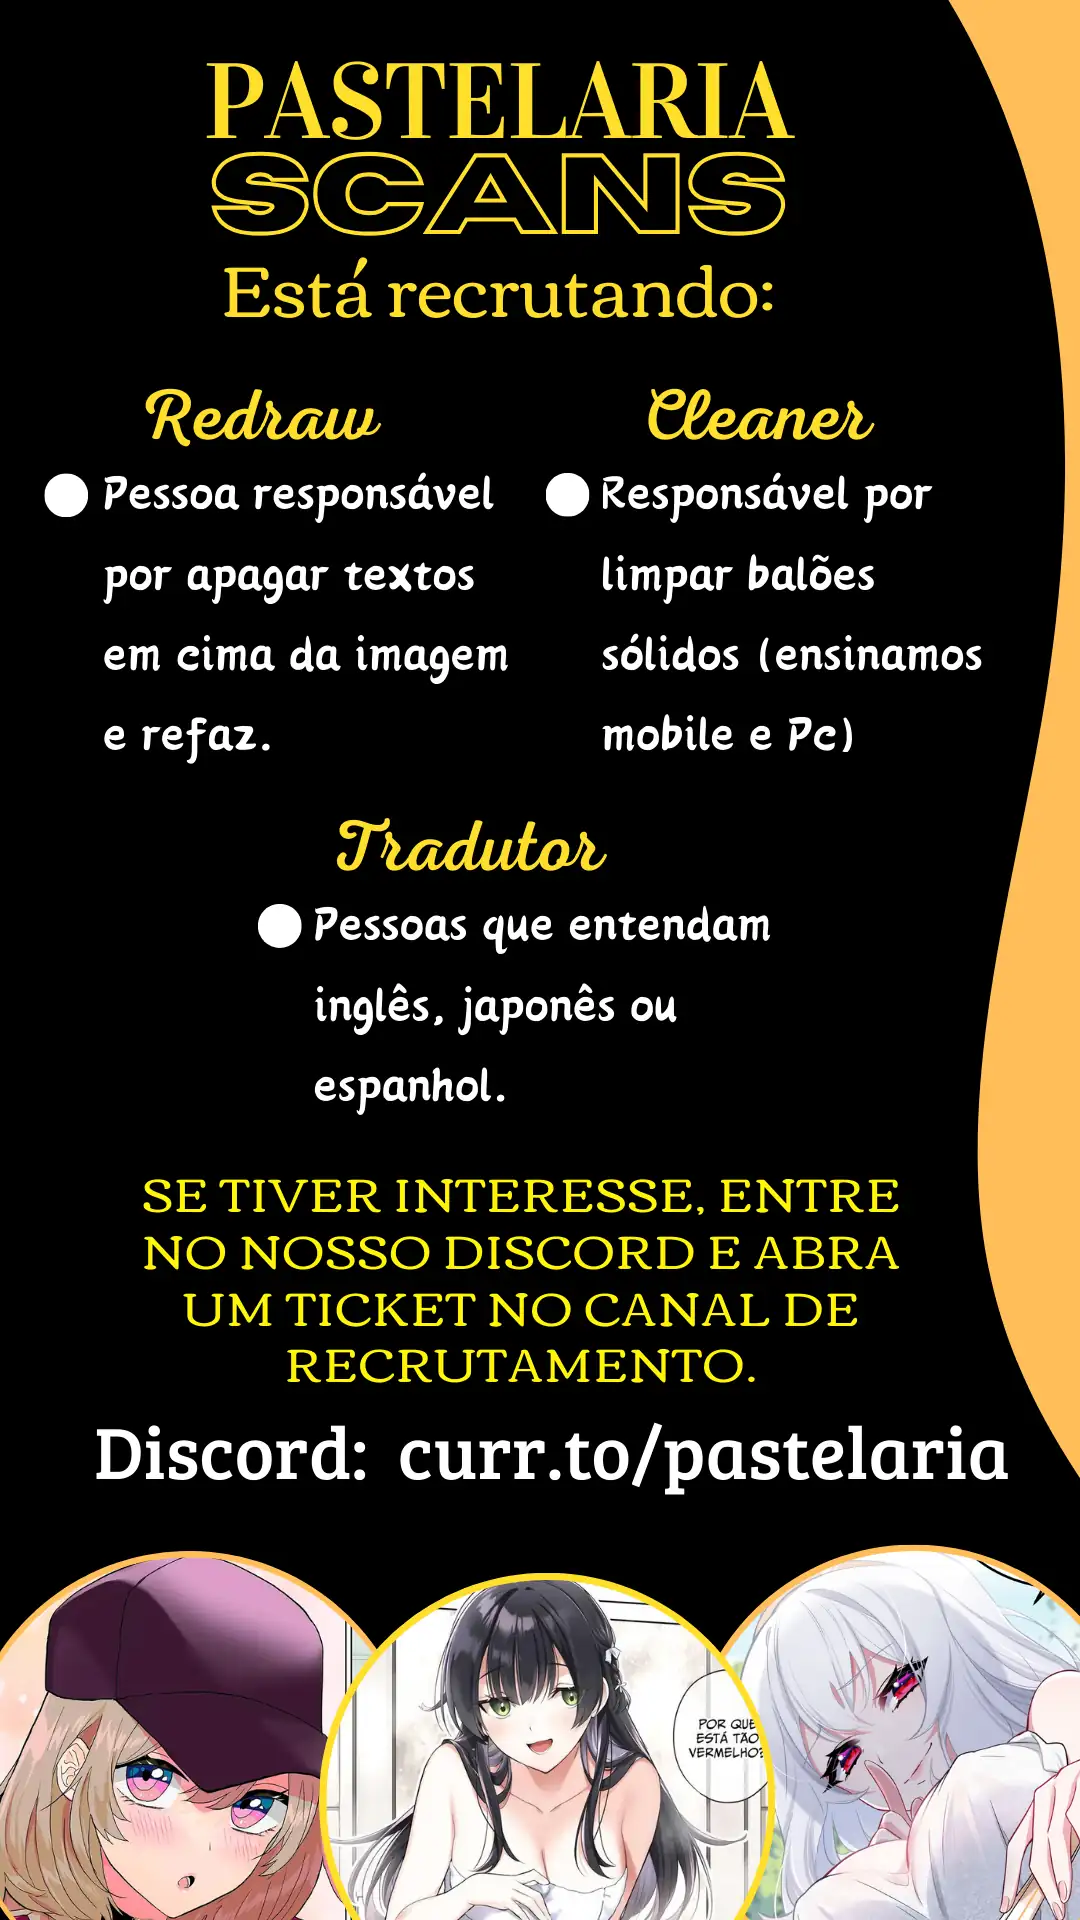 PASTELARIA
SCANS
Está recrutando:
Redraw
Pessoa responsável
por apagar textos
em cima da imagem
e refaz.
Cleaner
Responsável por
limpar balões
sólidos (ensinamos
mobile e Pc)
Tradutor
Pessoas que entendam
inglês, japonês ou
espanhol.
SE TIVER INTERESSE, ENTRE
NO NOSSO DISCORD E ABRA
UM TICKET NO CANAL DE
RECRUTAMENTO.
Discord: curr.to/pastelaria
POR QUE
ESTÁ TÃO
VERMELHO?